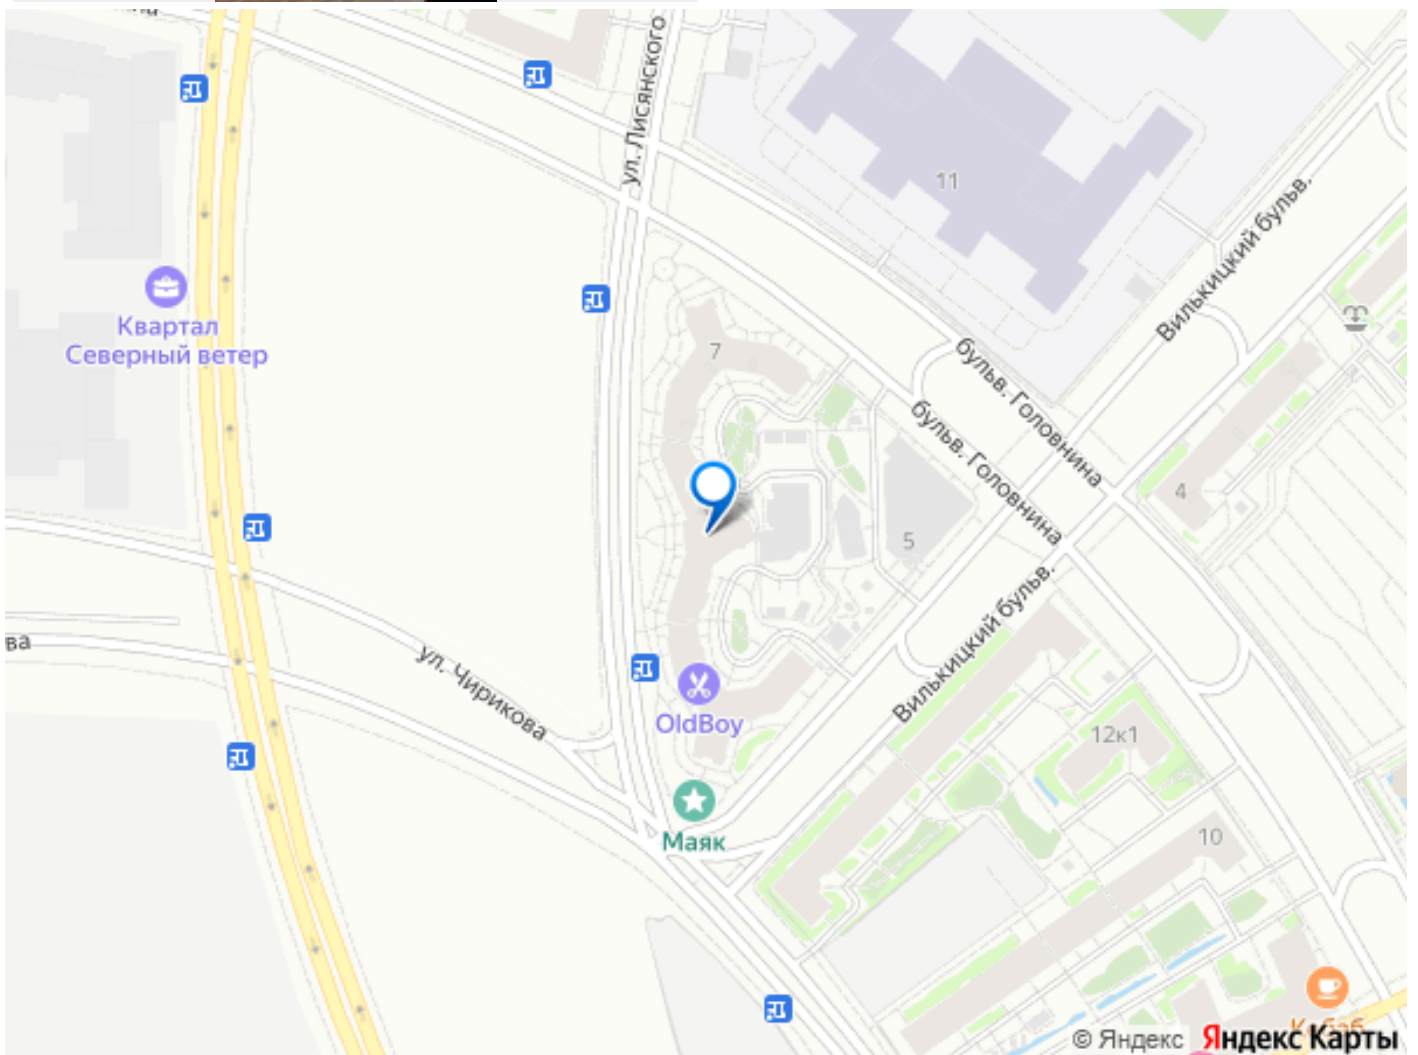 ул. Лисянского
11
Вилькицкий бульв.
Квартал
Северный ветер
7
бульв. Головнина
бульв. Головнина
4
5
ва
ул. Чирикова
Вилькицкий бульв.
OldBoy
12к1
Маяк
10
© Яндекс Яндекс Карты